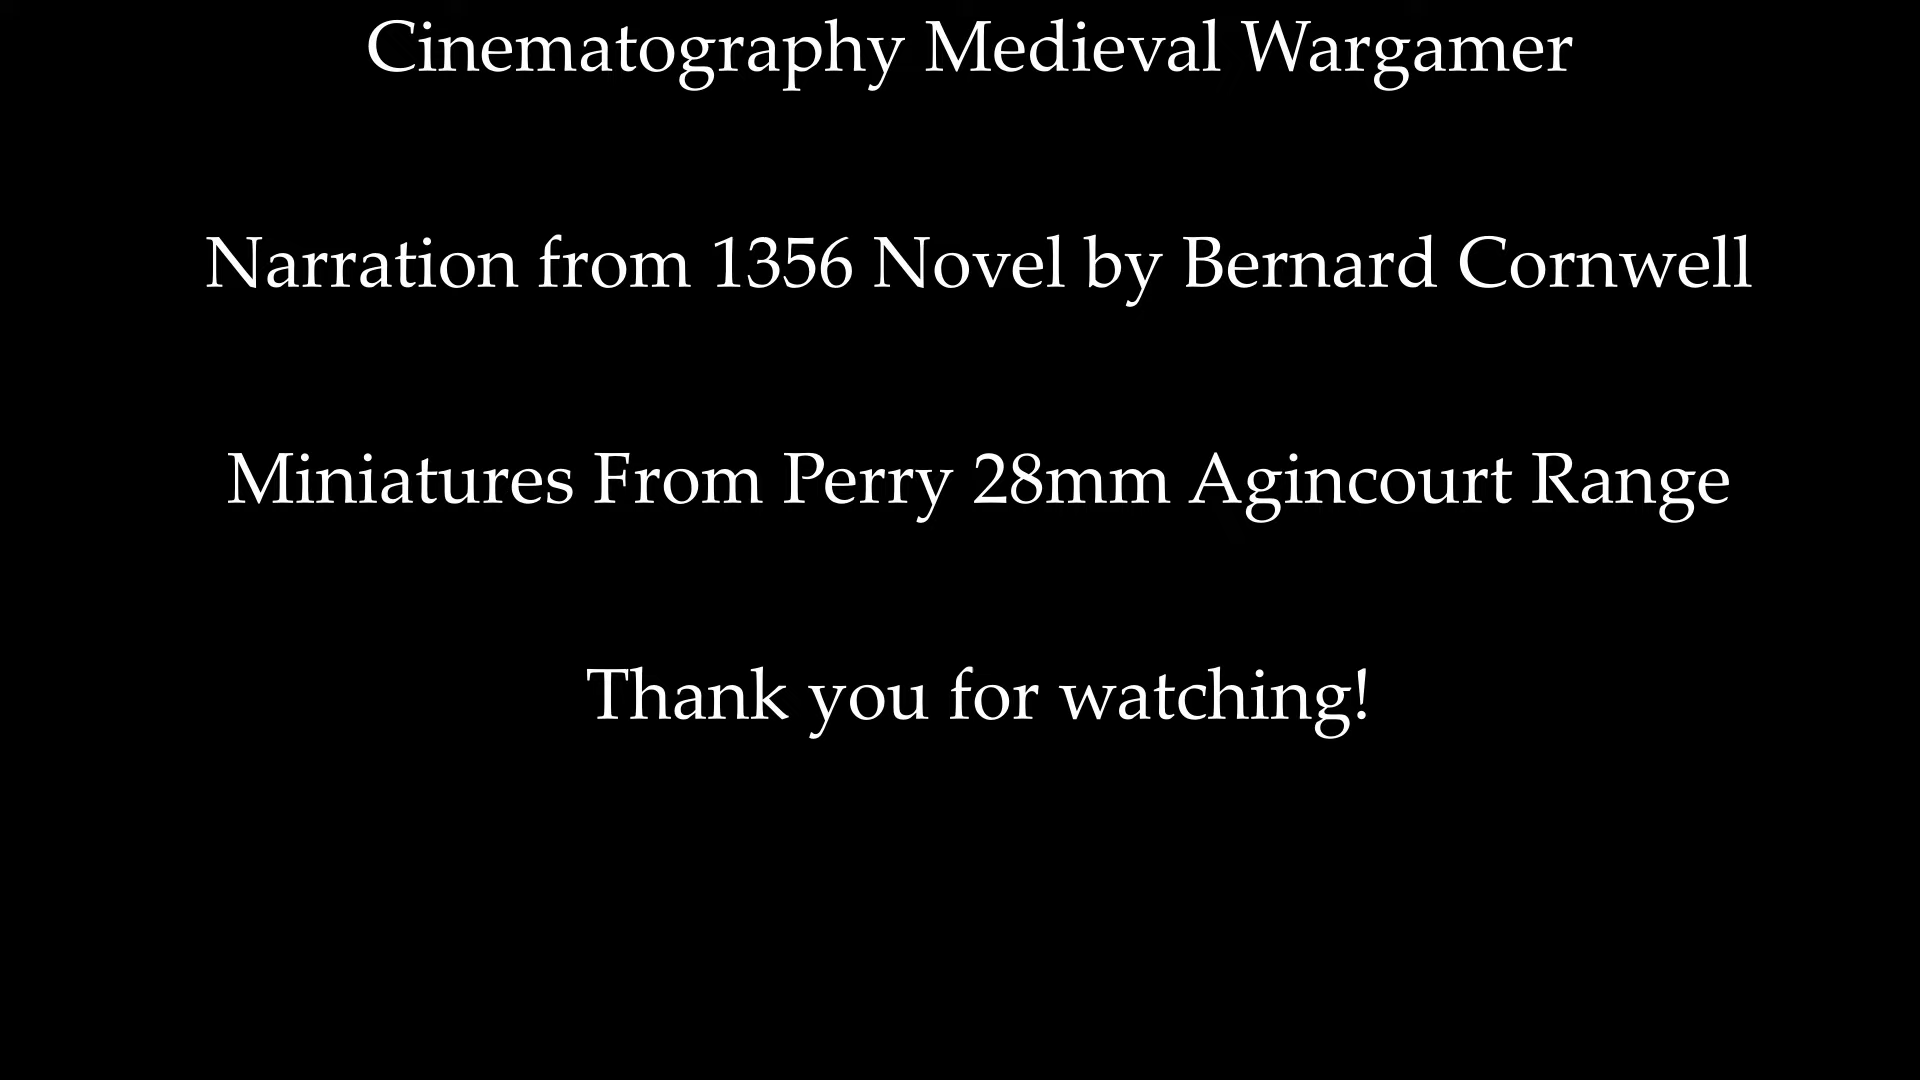 Cinematography Medieval Wargamer
Narration from 1356 Novel by Bernard Cornwell
Miniatures From Perry 28mm Agincourt Range
Thank you for watching!